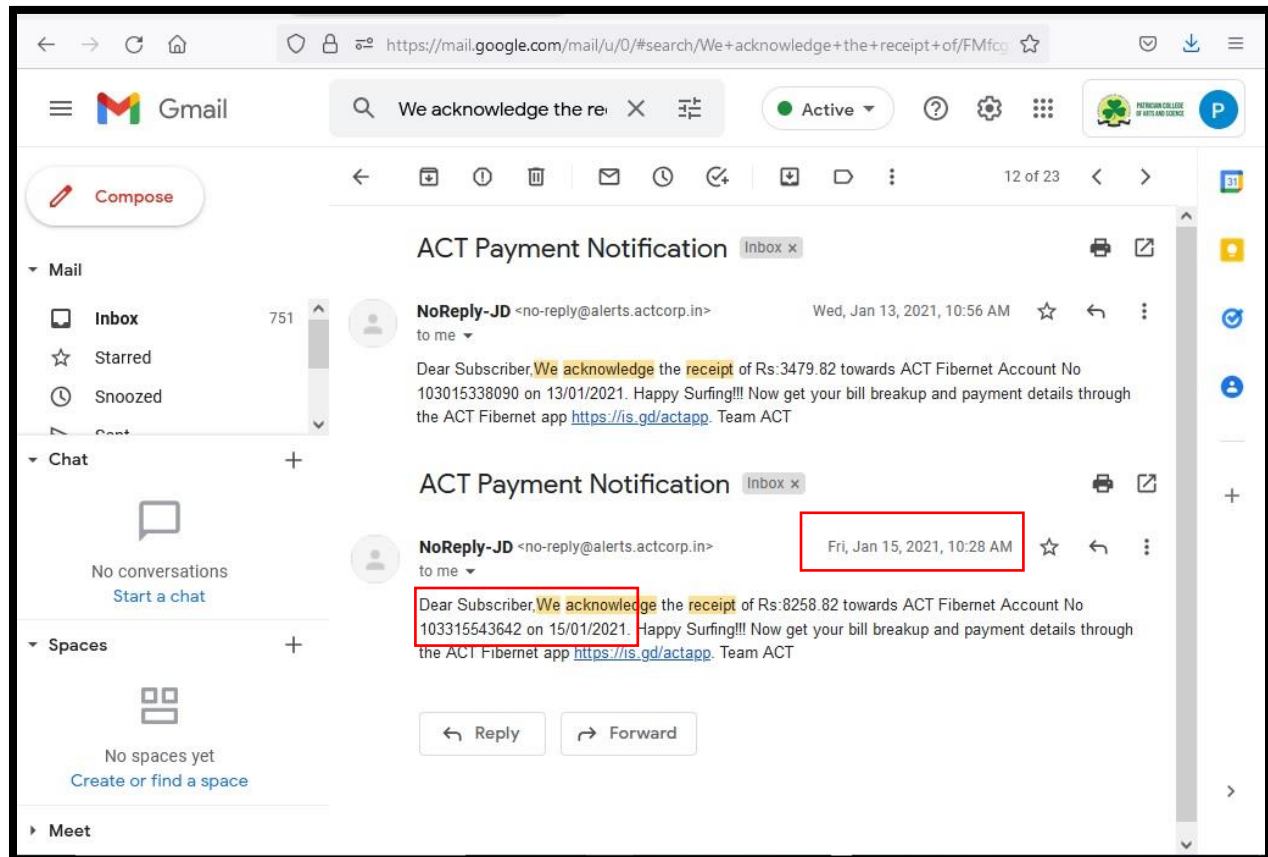 https://mail.google.com/mail/u/0/#search/We+acknowledge+the+receipt+of/FMfcg
Gmail
We acknowledge the re
Active
PATRICIAN COLLEGE
OF ARTS AND SCIENCE
P
Compose
12 of 23
31
Mail
Inbox 751
Starred
Snoozed
Chat
No conversations
Start a chat
Spaces
No spaces yet
Create or find a space
Meet
ACT Payment Notification Inbox x
NoReply-JD <no-reply@alerts.actcorp.in> Wed, Jan 13, 2021, 10:56 AM
to me
Dear Subscriber,We acknowledge the receipt of Rs:3479.82 towards ACT Fibernet Account No
103015338090 on 13/01/2021. Happy Surfing!!! Now get your bill breakup and payment details through
the ACT Fibernet app https://is.gd/actapp. Team ACT
ACT Payment Notification Inbox x
NoReply-JD <no-reply@alerts.actcorp.in> Fri, Jan 15, 2021, 10:28 AM
to me
Dear Subscriber,We acknowledge the receipt of Rs:8258.82 towards ACT Fibernet Account No
103315543642 on 15/01/2021. Happy Surfing!!! Now get your bill breakup and payment details through
the ACT Fibernet app https://is.gd/actapp. Team ACT
Reply
Forward